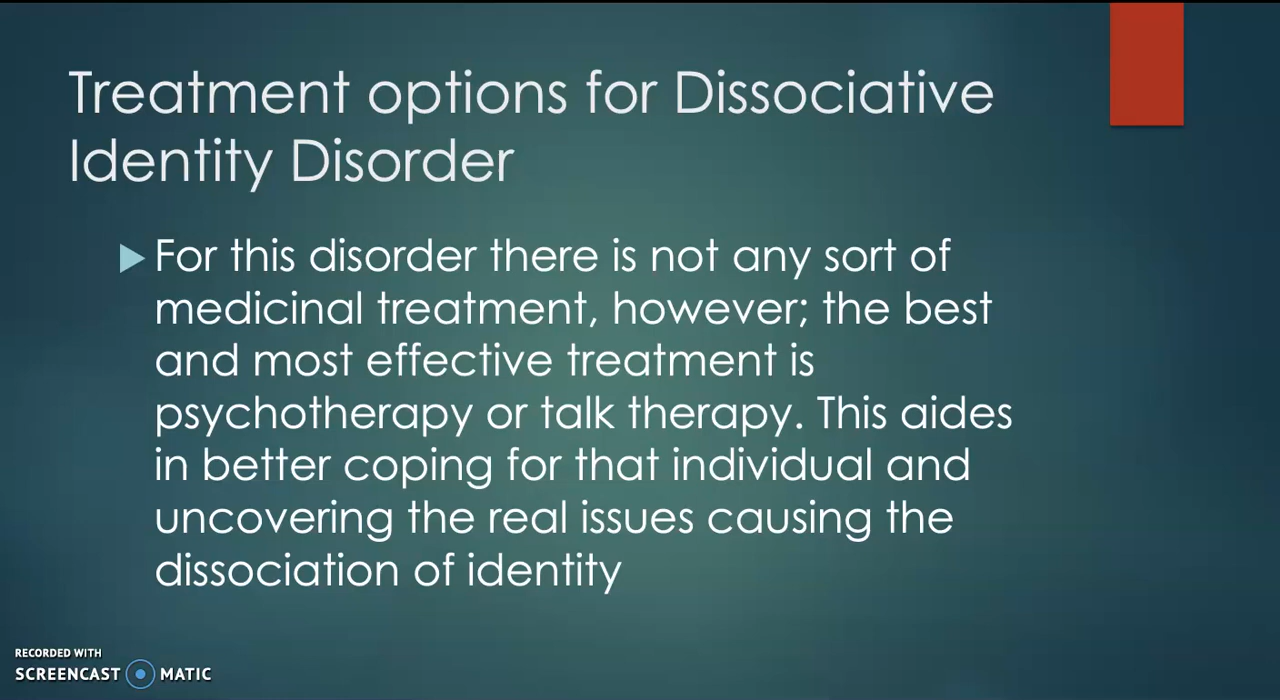 Treatment options for Dissociative
Identity Disorder
For this disorder there is not any sort of
medicinal treatment, however; the best
and most effective treatment is
psychotherapy or talk therapy. This aides
in better coping for that individual and
uncovering the real issues causing the
dissociation of identity
RECORDED WITH
SCREENCAST MATIC